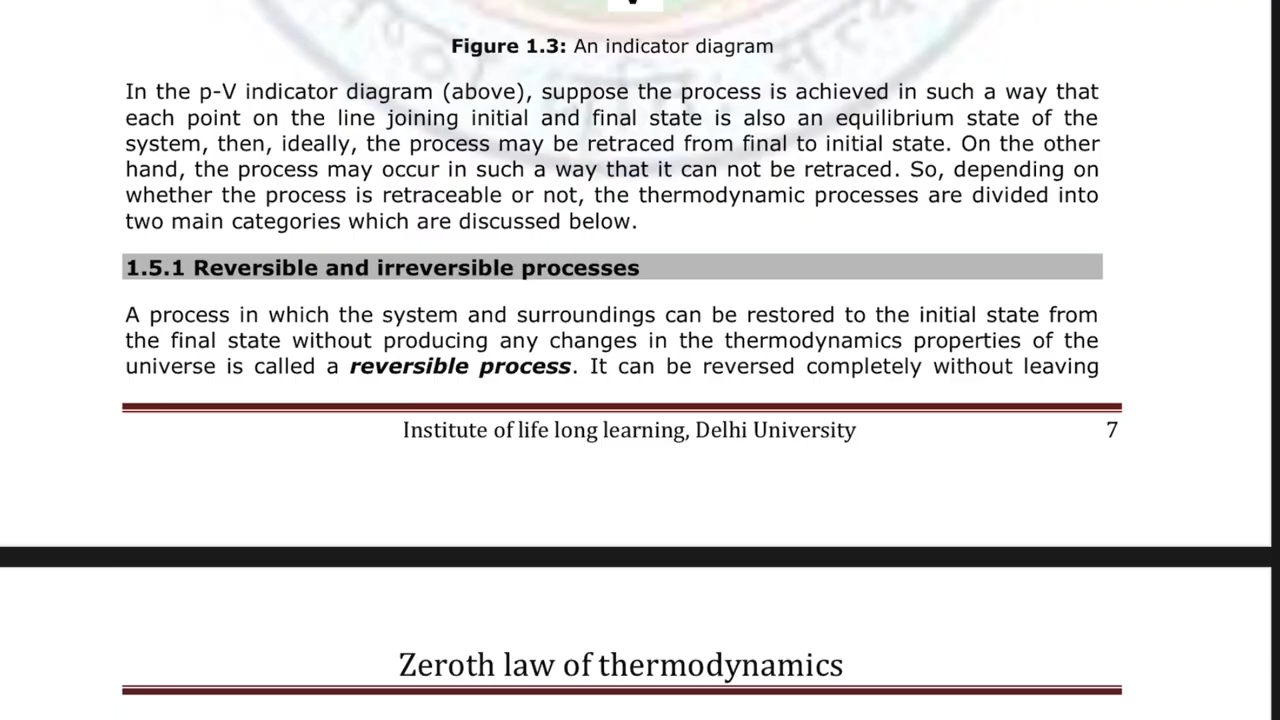 Figure 1.3: An indicator diagram
In the p-V indicator diagram (above), suppose the process is achieved in such a way that
each point on the line joining initial and final state is also an equilibrium state of the
system, then, ideally, the process may be retraced from final to initial state. On the other
hand, the process may occur in such a way that it can not be retraced. So, depending on
whether the process is retraceable or not, the thermodynamic processes are divided into
two main categories which are discussed below.
1.5.1 Reversible and irreversible processes
A process in which the system and surroundings can be restored to the initial state from
the final state without producing any changes in the thermodynamics properties of the
universe is called a reversible process. It can be reversed completely without leaving
Institute of life long learning, Delhi University 7
Zeroth law of thermodynamics